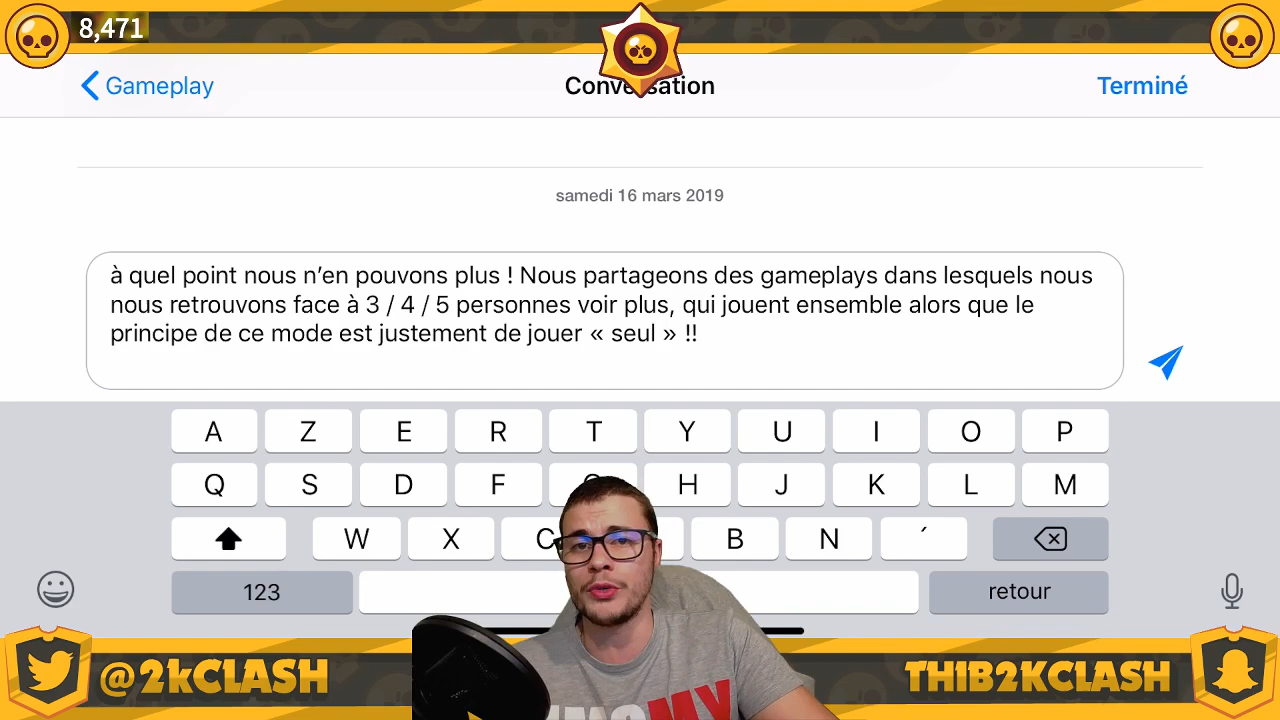 8,471
Gameplay
Conversation
Terminé
samedi 16 mars 2019
à quel point nous n’en pouvons plus ! Nous partageons des gameplays dans lesquels nous
nous retrouvons face à 3 / 4 / 5 personnes voir plus, qui jouent ensemble alors que le
principe de ce mode est justement de jouer « seul » !!
A Z E R T Y U I O P
Q S D F G H J K L M
W X C B N ´
123
retour
@2kCLASH
THIB2KCLASH